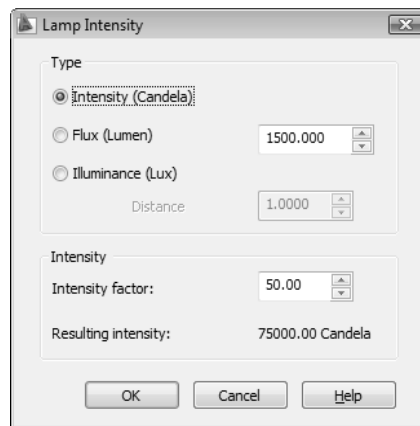 Lamp Intensity
Type
Intensity (Candela)
Flux (Lumen) 1500.000
Illuminance (Lux)
Distance 1.0000
Intensity
Intensity factor: 50.00
Resulting intensity: 75000.00 Candela
OK Cancel Help